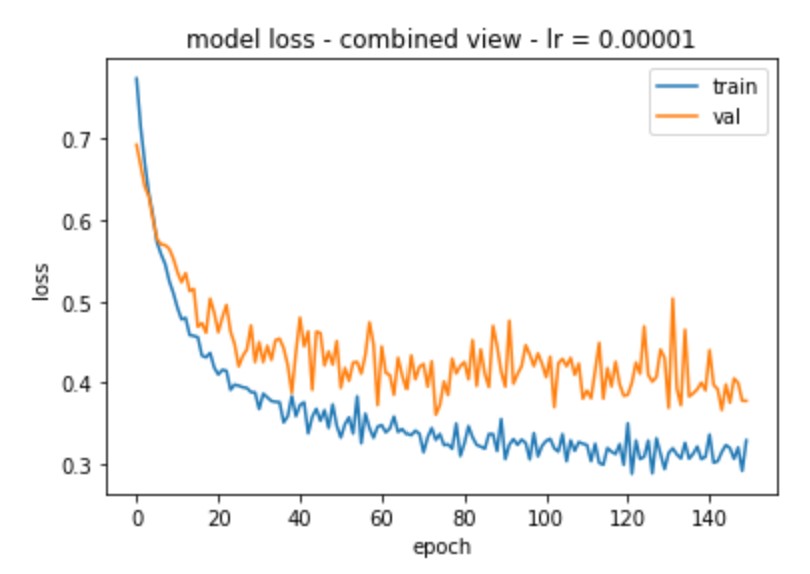 model loss - combined view - lr = 0.00001
train
val
0.7
0.6
0.5
0.4
0.3
loss
0 20 40 60 80 100 120 140
epoch